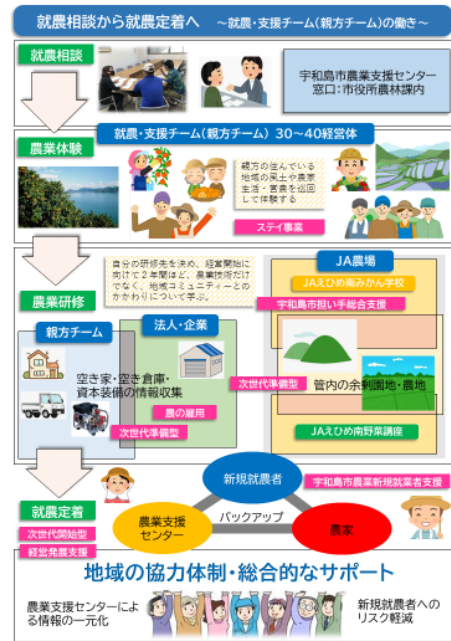 就農相談から就農定着へ ～就農・支援チーム(親方チーム)の働き～
就農相談
宇和島市農業支援センター
窓口：市役所農林課内
就農・支援チーム(親方チーム) 30～40経営体
農業体験
親方の住んでいる
地域の風土や農家
生活・営農を巡回
して体験する
ステイ事業
自分の研修先を決め、経営開始に
向けて２年間ほど、農業技術だけ
でなく、地域コミュニティーとの
かかわりについて学ぶ。
農業研修
JA農場
JAえひめ南みかん学校
宇和島市担い手総合支援
親方チーム
法人・企業
空き家・空き倉庫・
資本装備の情報収集
農の雇用
次世代準備型
次世代準備型
管内の余剰園地・農地
JAえひめ南野菜講座
就農定着
次世代開始型
経営発展支援
新規就農者
宇和島市農業新規就業者支援
バックアップ
農業支援
センター
農家
地域の協力体制・総合的なサポート
農業支援センターによ
る情報の一元化
新規就農者への
リスク軽減